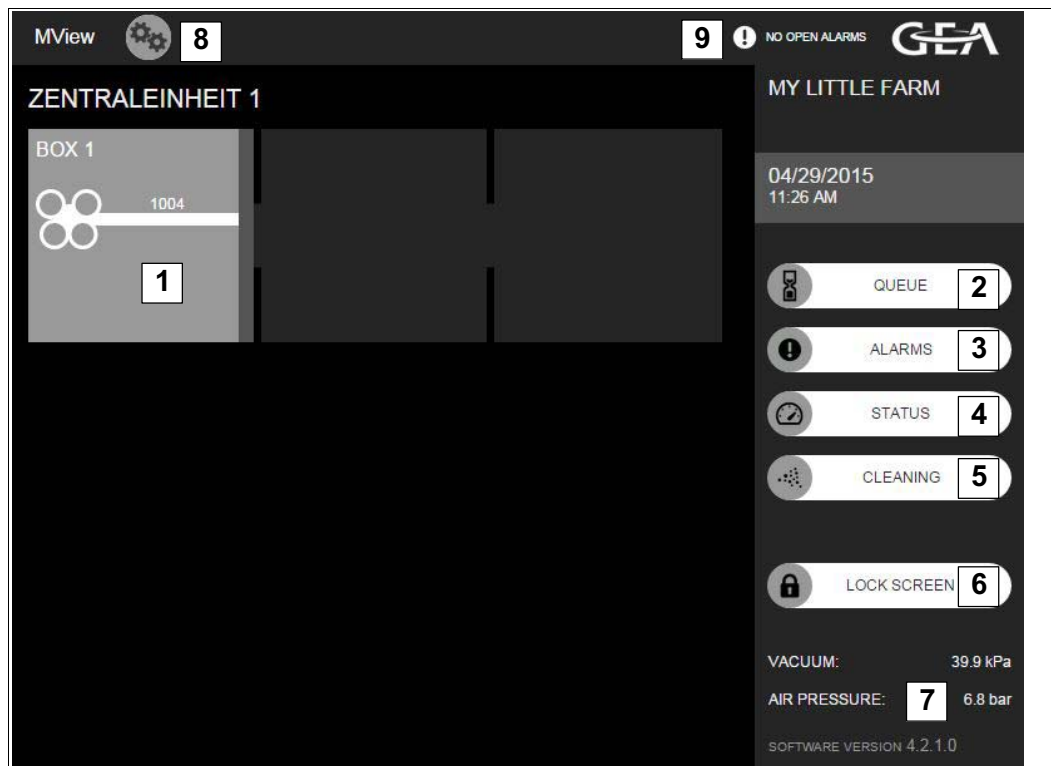 MView
8
9
NO OPEN ALARMS
GEA
ZENTRALEINHEIT 1
BOX 1
1004
1
MY LITTLE FARM
04/29/2015
11:26 AM
QUEUE 2
ALARMS 3
STATUS 4
CLEANING 5
LOCK SCREEN 6
VACUUM: 39.9 kPa
AIR PRESSURE: 7 6.8 bar
SOFTWARE VERSION 4.2.1.0